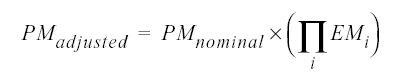 PM_adjusted = PM_nominal × (∏_i EM_i)